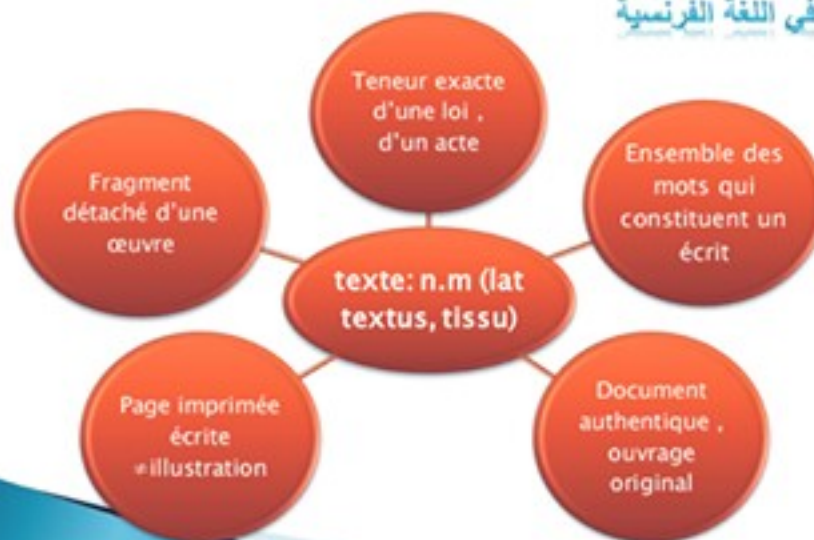 في اللغة الفرنسية
Teneur exacte
d'une loi ,
d'un acte
Fragment
détaché d'une
œuvre
Ensemble des
mots qui
constituent un
écrit
texte: n.m (lat
textus, tissu)
Page imprimée
écrite
≠illustration
Document
authentique ,
ouvrage
original